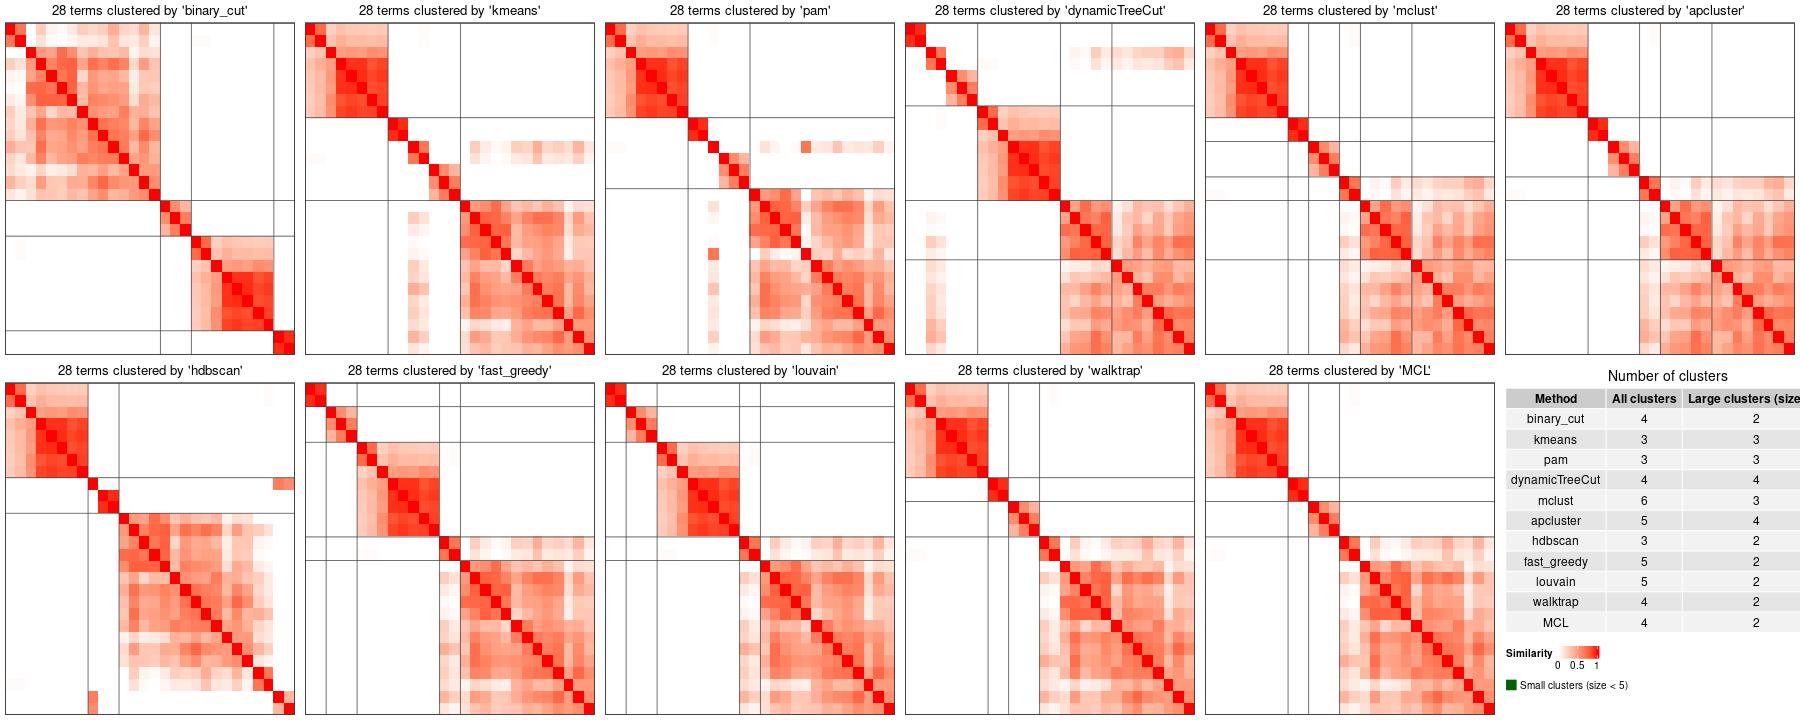 28 terms clustered by 'binary_cut'
28 terms clustered by 'kmeans'
28 terms clustered by 'pam'
28 terms clustered by 'dynamicTreeCut'
28 terms clustered by 'mclust'
28 terms clustered by 'apcluster'
28 terms clustered by 'hdbscan'
28 terms clustered by 'fast_greedy'
28 terms clustered by 'louvain'
28 terms clustered by 'walktrap'
28 terms clustered by 'MCL'
Number of clusters
Method All clusters Large clusters (size
binary_cut 4 2
kmeans 3 3
pam 3 3
dynamicTreeCut 4 4
mclust 6 3
apcluster 5 4
hdbscan 3 2
fast_greedy 5 2
louvain 5 2
walktrap 4 2
MCL 4 2
Similarity
0 0.5 1
Small clusters (size < 5)